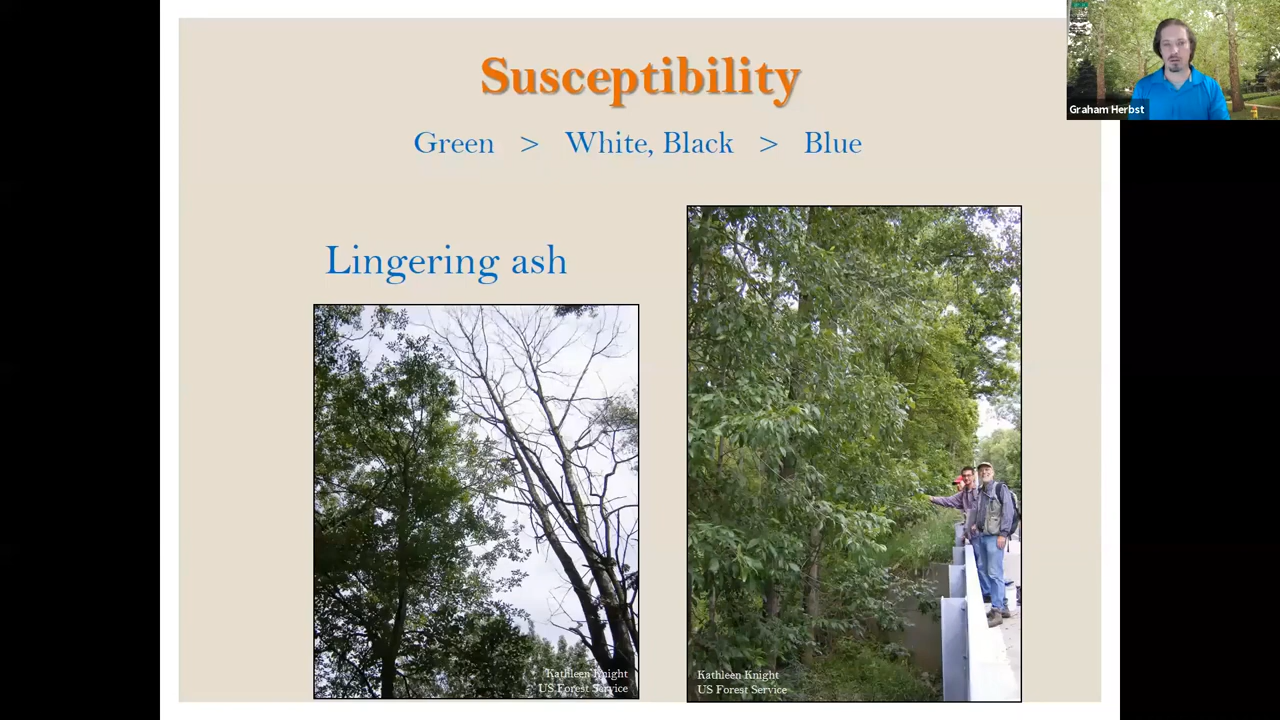 Susceptibility
Green > White, Black > Blue
Lingering ash
Kathleen Knight
US Forest Service
Kathleen Knight
US Forest Service
Graham Herbst